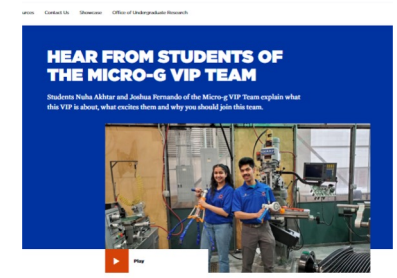 urces Contact Us Showcase Office of Undergraduate Research
HEAR FROM STUDENTS OF
THE MICRO-G VIP TEAM
Students Nuha Akhtar and Joshua Fernando of the Micro-g VIP Team explain what
this VIP is about, what excites them and why you should join this team.
Play